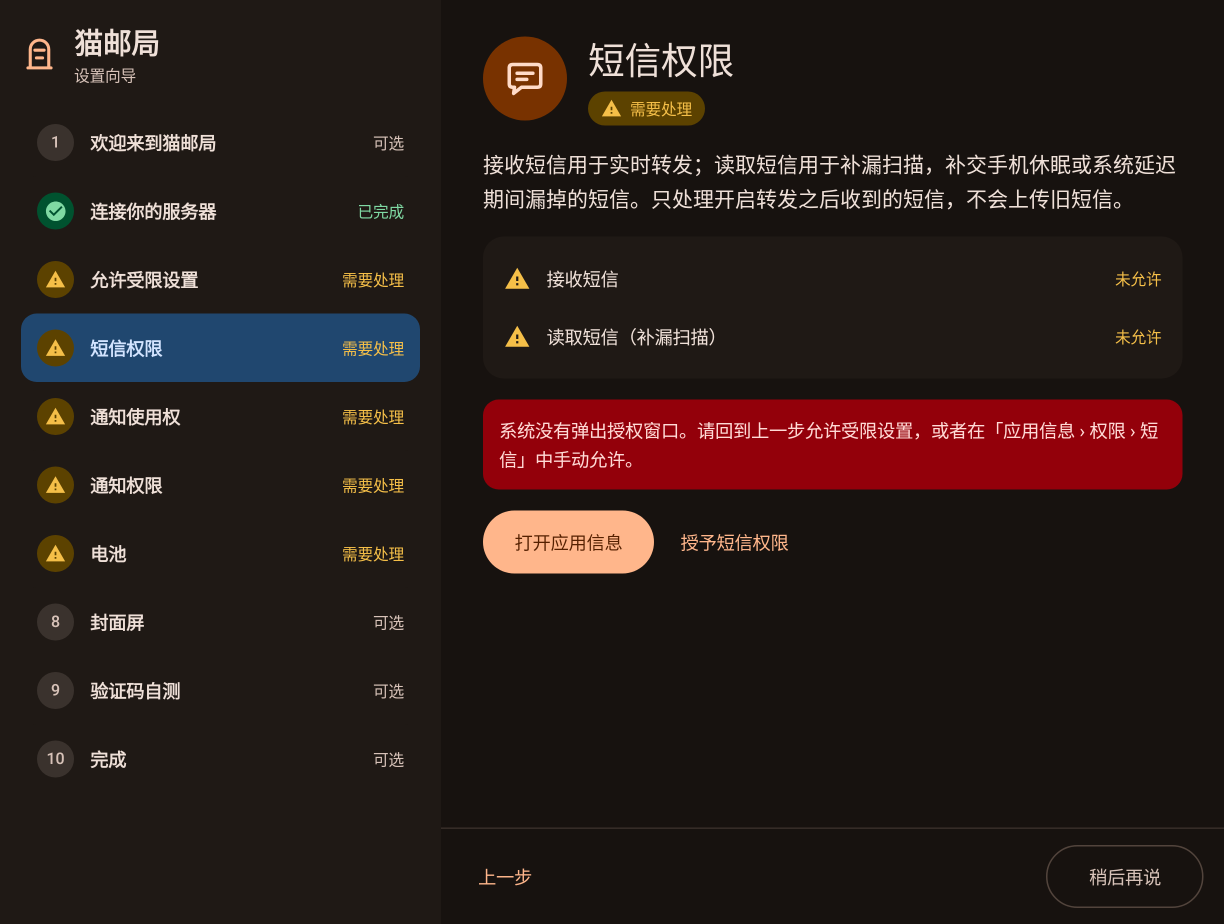 猫邮局
设置向导
1 欢迎来到猫邮局 可选
连接你的服务器 已完成
允许受限设置 需要处理
短信权限 需要处理
通知使用权 需要处理
通知权限 需要处理
电池 需要处理
8 封面屏 可选
9 验证码自测 可选
10 完成 可选
短信权限
需要处理
接收短信用于实时转发；读取短信用于补漏扫描，补交手机休眠或系统延迟
期间漏掉的短信。只处理开启转发之后收到的短信，不会上传旧短信。
接收短信 未允许
读取短信（补漏扫描） 未允许
系统没有弹出授权窗口。请回到上一步允许受限设置，或者在「应用信息 › 权限 › 短
信」中手动允许。
打开应用信息 授予短信权限
上一步 稍后再说